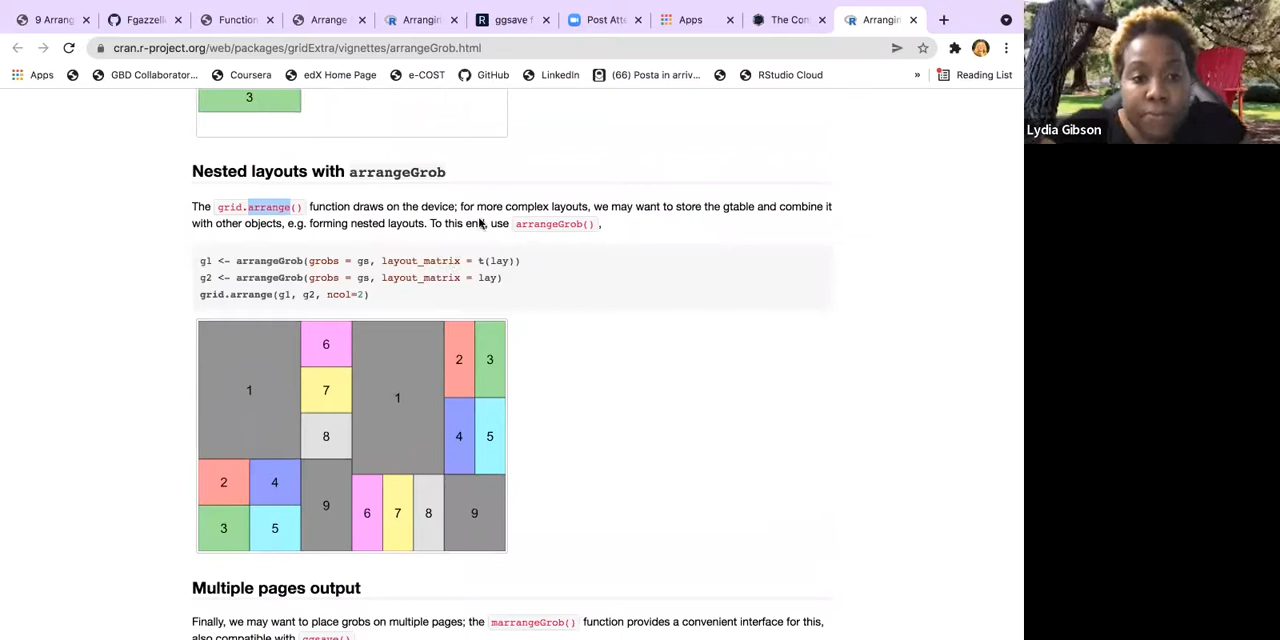 9 Arrang
Fgazzell
Function
Arrange
Arrangin
ggsave f
Post Atte
Apps
The Con
Arrangin
cran.r-project.org/web/packages/gridExtra/vignettes/arrangeGrob.html
Apps
GBD Collaborator...
Coursera
edX Home Page
e-COST
GitHub
LinkedIn
(66) Posta in arriv...
RStudio Cloud
»
Reading List
Lydia Gibson
3
Nested layouts with arrangeGrob
The grid.arrange() function draws on the device; for more complex layouts, we may want to store the gtable and combine it
with other objects, e.g. forming nested layouts. To this end, use arrangeGrob(),
g1 <- arrangeGrob(grobs = gs, layout_matrix = t(lay))
g2 <- arrangeGrob(grobs = gs, layout_matrix = lay)
grid.arrange(g1, g2, ncol=2)
1 6 7 8 1 2 3 4 5
2 4 3 5 9 6 7 8 9
Multiple pages output
Finally, we may want to place grobs on multiple pages; the marrangeGrob() function provides a convenient interface for this,
also compatible with ggsave()